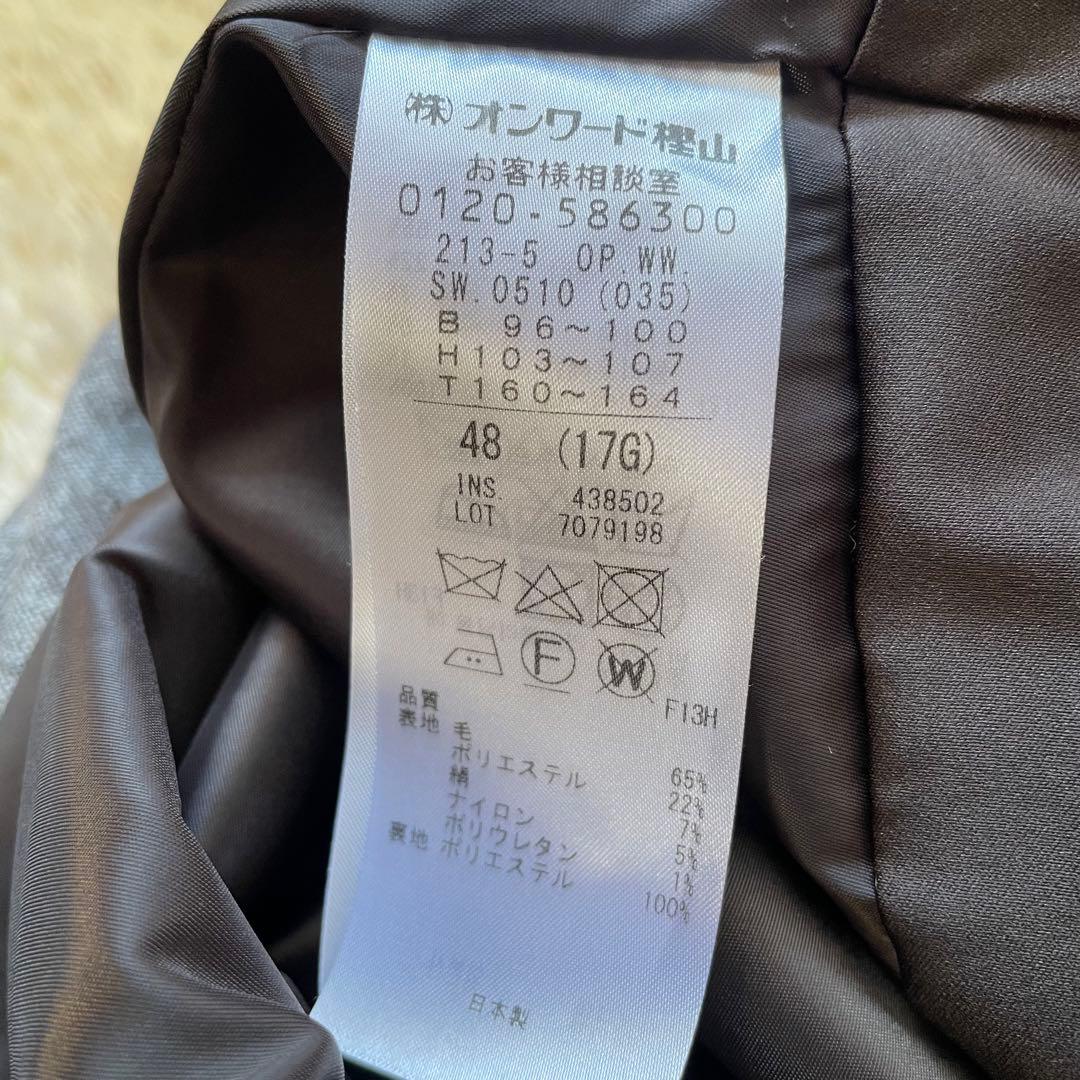 (株)オンワード樫山
お客様相談室
0120-586300
213-5 OP.WW.
SW.0510 (035)
B 96~100
H103~107
T160~164
48 (17G)
INS 438502
LOT 7079198
F
W
F13H
品質
表地 毛 65%
ポリエステル 22%
絹 7%
ナイロン 5%
ポリウレタン 1%
裏地 ポリエステル 100%
日本製